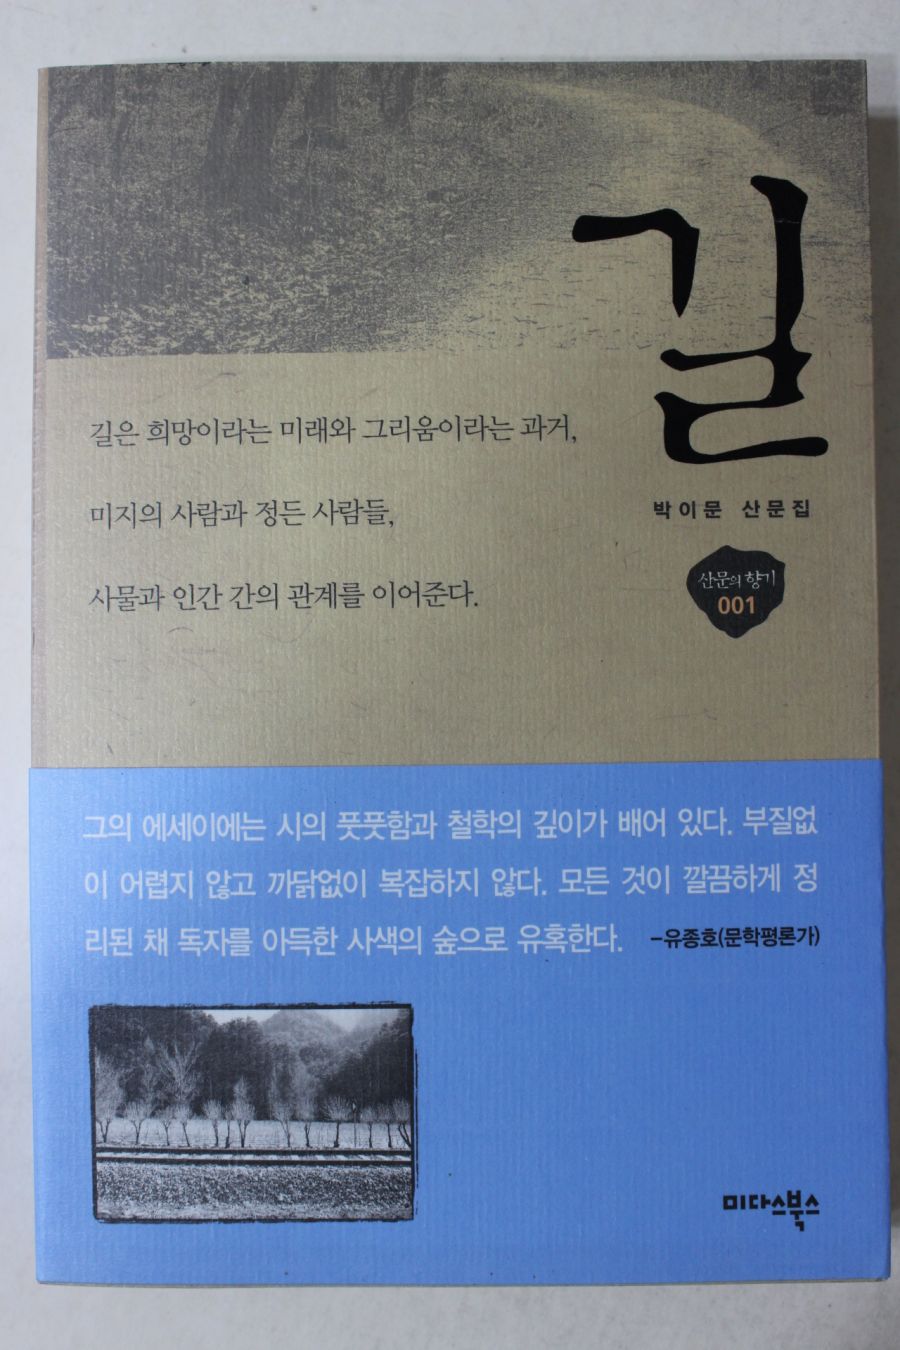 길
길은 희망이라는 미래와 그리움이라는 과거,
미지의 사람과 정든 사람들,
사물과 인간 간의 관계를 이어준다.
박이문 산문집
산문의 향기
001
그의 에세이에는 시의 풋풋함과 철학의 깊이가 배어 있다. 부질없
이 어렵지 않고 까닭없이 복잡하지 않다. 모든 것이 깔끔하게 정
리된 채 독자를 아득한 사색의 숲으로 유혹한다. -유종호(문학평론가)
미다스북스